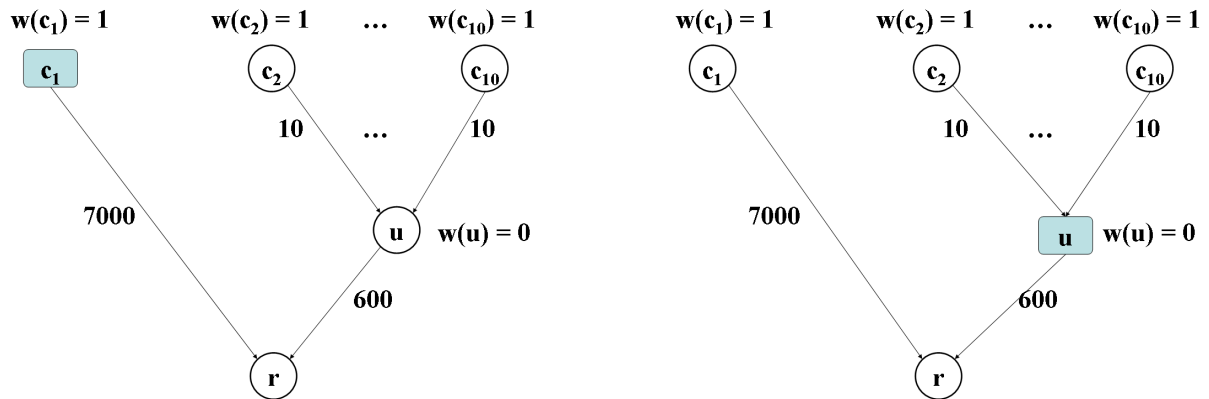 w(c₁) = 1 w(c₂) = 1 ... w(c₁₀) = 1 w(c₁) = 1 w(c₂) = 1 ... w(c₁₀) = 1
c₁ c₂ c₁₀ c₁ c₂ c₁₀
10 ... 10 10 ... 10
7000 7000
u w(u) = 0 u w(u) = 0
600 600
r r